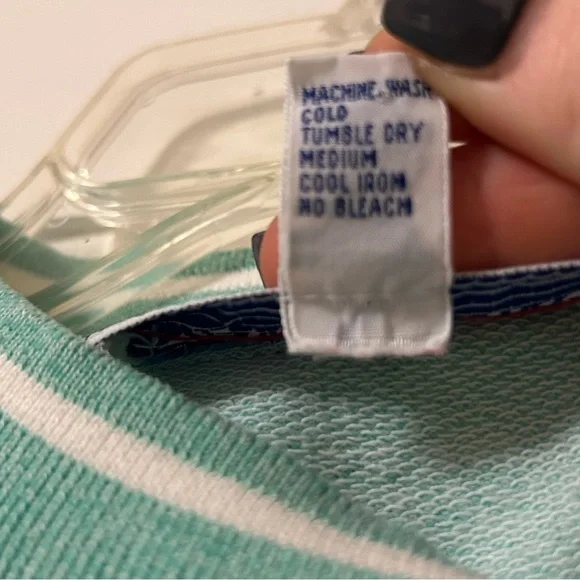 MACHINE WASH
COLD
TUMBLE DRY
MEDIUM
COOL IRON
NO BLEACH